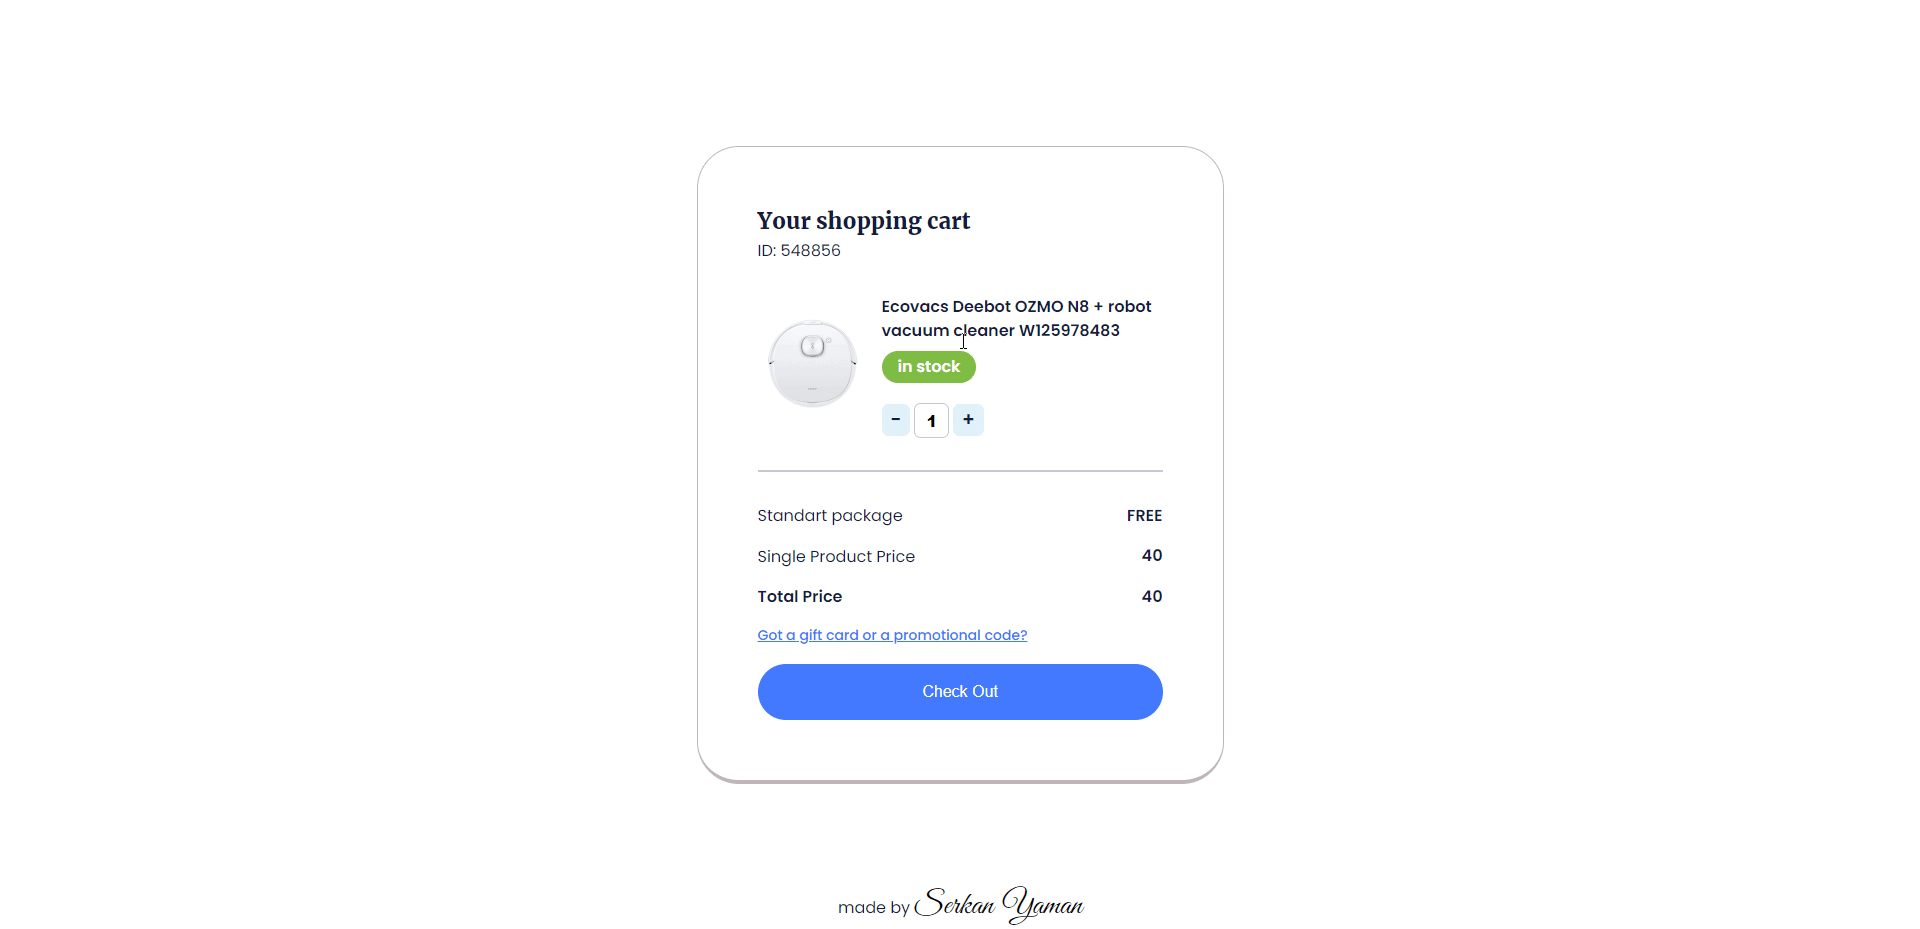 Your shopping cart
ID: 548856
Ecovacs Deebot OZMO N8 + robot
vacuum cleaner W125978483
in stock
- 1 +
Standart package FREE
Single Product Price 40
Total Price 40
Got a gift card or a promotional code?
Check Out
made by Serkan Yaman